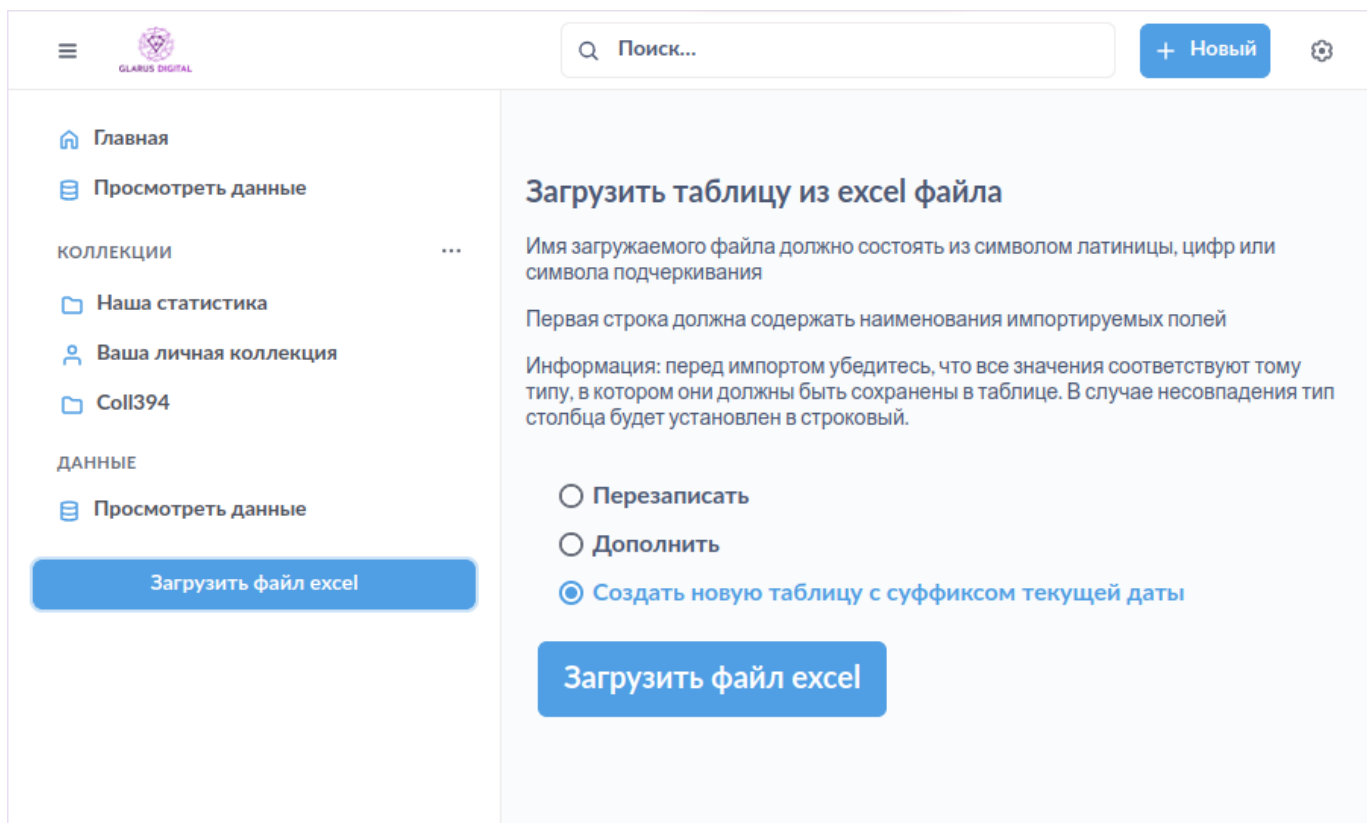 GLARUS DIGITAL
Поиск...
+ Новый
Главная
Просмотреть данные
КОЛЛЕКЦИИ
Наша статистика
Ваша личная коллекция
Coll394
ДАННЫЕ
Просмотреть данные
Загрузить файл excel
Загрузить таблицу из excel файла
Имя загружаемого файла должно состоять из символом латиницы, цифр или
символа подчеркивания
Первая строка должна содержать наименования импортируемых полей
Информация: перед импортом убедитесь, что все значения соответствуют тому
типу, в котором они должны быть сохранены в таблице. В случае несовпадения тип
столбца будет установлен в строковый.
Перезаписать
Дополнить
Создать новую таблицу с суффиксом текущей даты
Загрузить файл excel